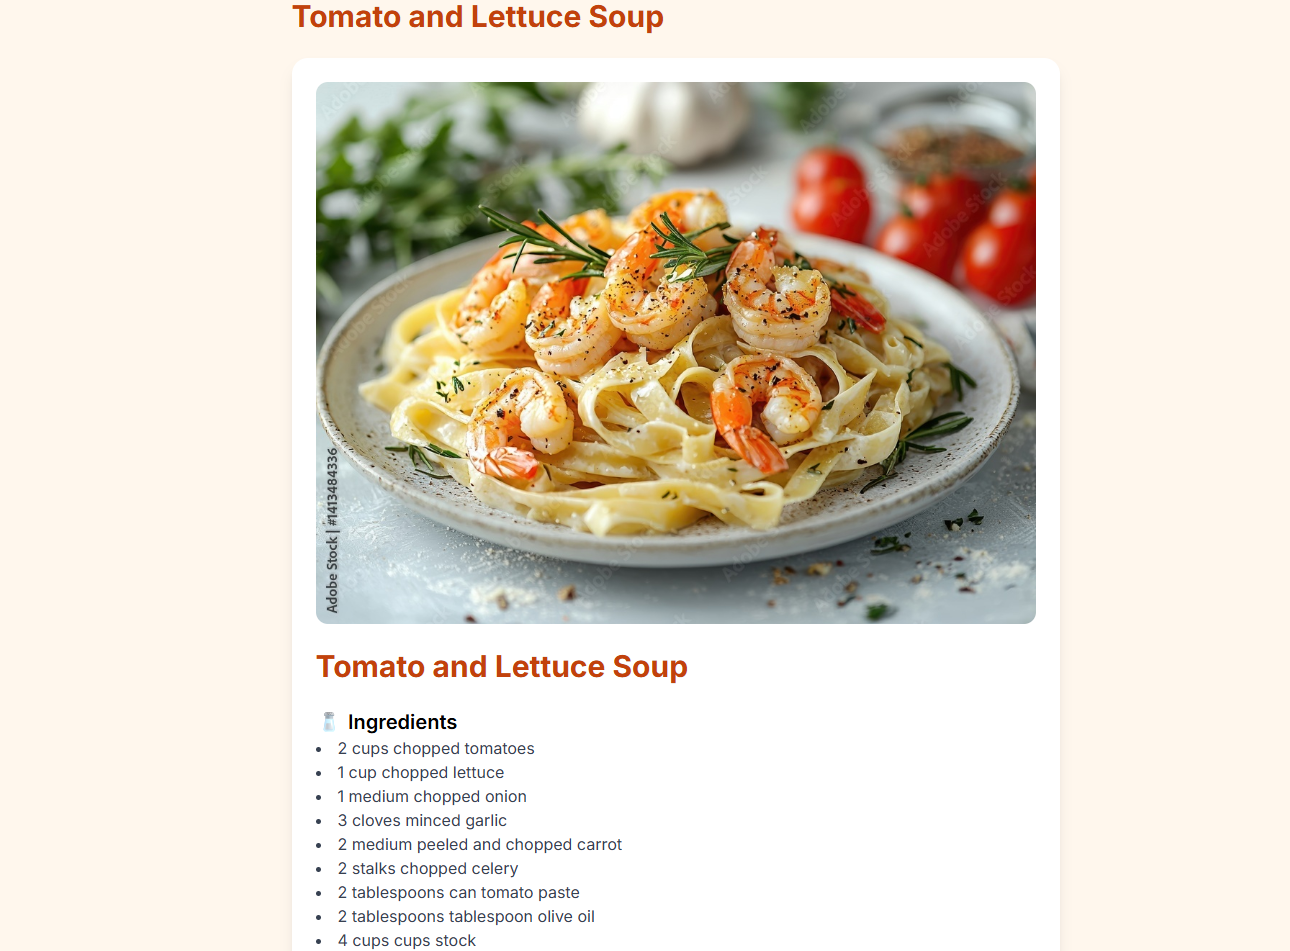 Tomato and Lettuce Soup
Adobe Stock | #1413484336
Tomato and Lettuce Soup
Ingredients
2 cups chopped tomatoes
1 cup chopped lettuce
1 medium chopped onion
3 cloves minced garlic
2 medium peeled and chopped carrot
2 stalks chopped celery
2 tablespoons can tomato paste
2 tablespoons tablespoon olive oil
4 cups cups stock